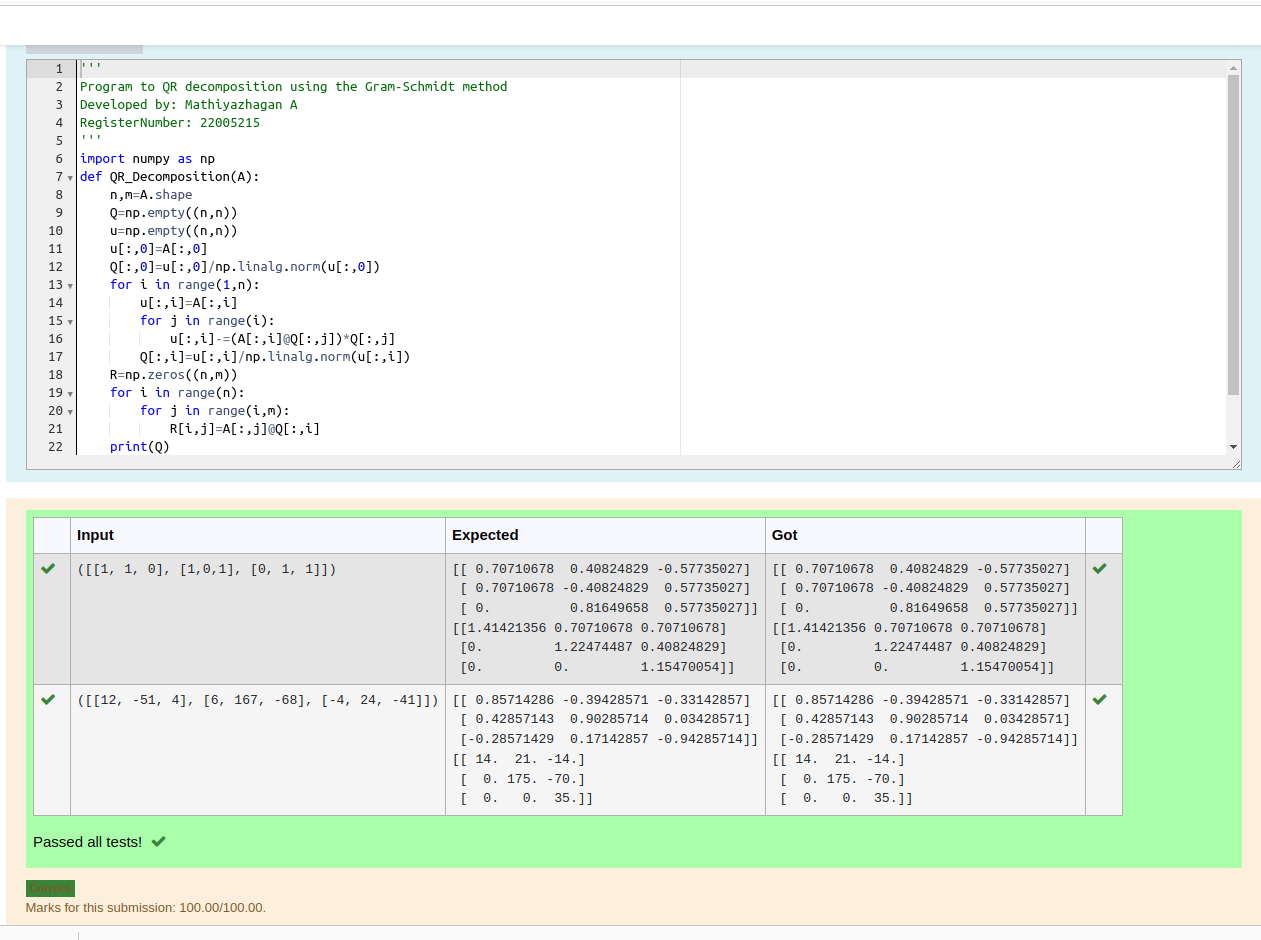 1 '''
2 Program to QR decomposition using the Gram-Schmidt method
3 Developed by: Mathiyazhagan A
4 RegisterNumber: 22005215
5 '''
6 import numpy as np
7 def QR_Decomposition(A):
8     n,m=A.shape
9     Q=np.empty((n,n))
10     u=np.empty((n,n))
11     u[:,0]=A[:,0]
12     Q[:,0]=u[:,0]/np.linalg.norm(u[:,0])
13     for i in range(1,n):
14         u[:,i]=A[:,i]
15         for j in range(i):
16             u[:,i]-=(A[:,i]@Q[:,j])*Q[:,j]
17         Q[:,i]=u[:,i]/np.linalg.norm(u[:,i])
18     R=np.zeros((n,m))
19     for i in range(n):
20         for j in range(i,m):
21             R[i,j]=A[:,j]@Q[:,i]
22     print(Q)
Input Expected Got
([[1, 1, 0], [1,0,1], [0, 1, 1]]) [[ 0.70710678  0.40824829 -0.57735027] [[ 0.70710678  0.40824829 -0.57735027]
[ 0.70710678 -0.40824829  0.57735027] [ 0.70710678 -0.40824829  0.57735027]
[ 0.          0.81649658  0.57735027]] [ 0.          0.81649658  0.57735027]]
[[1.41421356 0.70710678 0.70710678] [[1.41421356 0.70710678 0.70710678]
[0.         1.22474487 0.40824829] [0.         1.22474487 0.40824829]
[0.         0.         1.15470054]] [0.         0.         1.15470054]]
([[12, -51, 4], [6, 167, -68], [-4, 24, -41]]) [[ 0.85714286 -0.39428571 -0.33142857] [[ 0.85714286 -0.39428571 -0.33142857]
[ 0.42857143  0.90285714  0.03428571] [ 0.42857143  0.90285714  0.03428571]
[-0.28571429  0.17142857 -0.94285714]] [-0.28571429  0.17142857 -0.94285714]]
[[ 14.  21. -14.] [[ 14.  21. -14.]
[  0. 175. -70.] [  0. 175. -70.]
[  0.   0.  35.]] [  0.   0.  35.]]
Passed all tests!
Correct
Marks for this submission: 100.00/100.00.